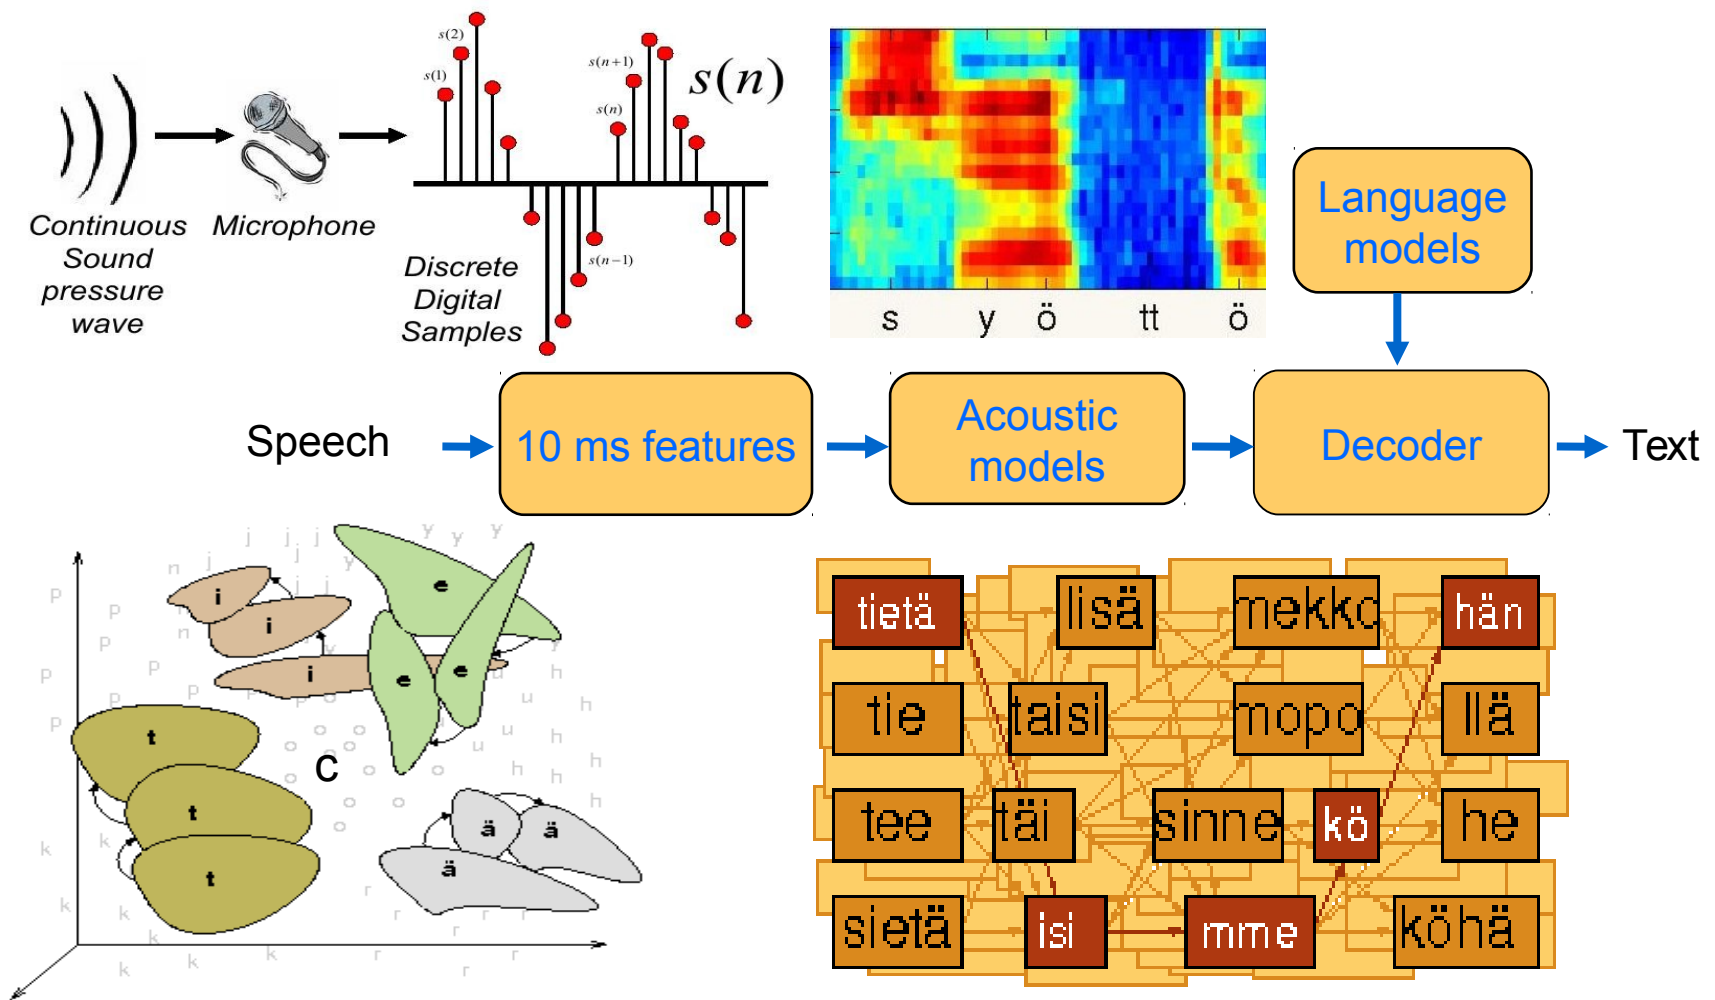 s(1)
s(2)
s(n+1)
s(n)
s(n)
s(n−1)
Continuous
Sound
pressure
wave
Microphone
Discrete
Digital
Samples
s y ö tt ö
Language
models
Speech
10 ms features
Acoustic
models
Decoder
Text
j j j y y y
n j j y
p i i e
p p i
n i
p p y y
p p i e e u h
p p p u h
t o o o u u h
o o o h h
c o o h
o o h
t k ä ä
k k
t ä
r
k k r r r
k k r r
k k k r r
tietä lisä mekko hän
tie taisi mopo llä
tee täi sinne kö he
sietä isi mme köhä